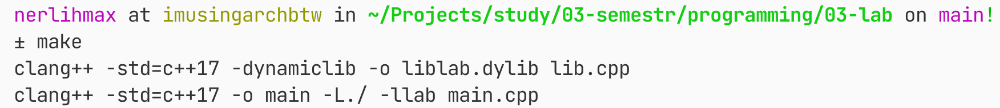 nerlihmax at imusingarchbtw in ~/Projects/study/03-semestr/programming/03-lab on main!
± make
clang++ -std=c++17 -dynamiclib -o liblab.dylib lib.cpp
clang++ -std=c++17 -o main -L./ -llab main.cpp